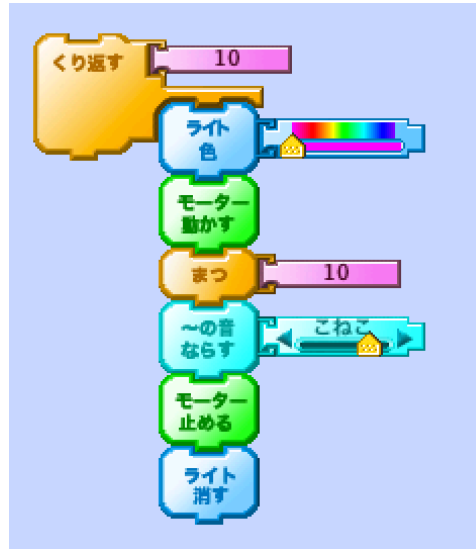 くり返す 10
ライト
色
モーター
動かす
まつ 10
～の音
ならす
こねこ
モーター
止める
ライト
消す